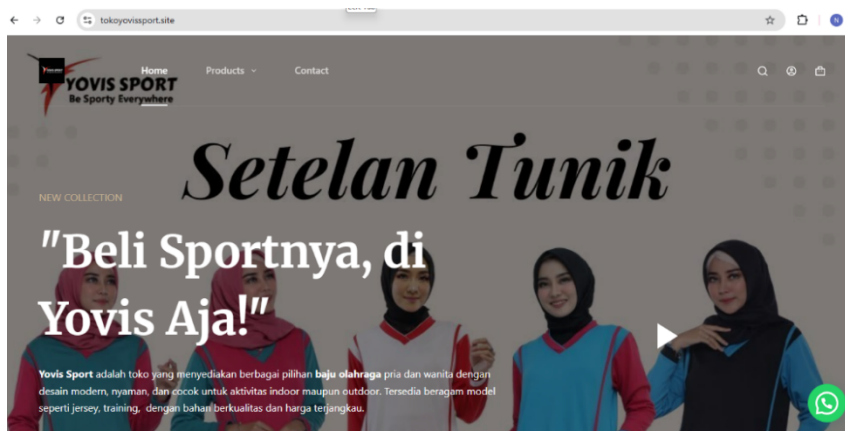 tokoyovissport.site
N
YOVIS SPORT
Be Sporty Everywhere
Home
Products
Contact
Setelan Tunik
NEW COLLECTION
"Beli Sportnya, di
Yovis Aja!"
Yovis Sport adalah toko yang menyediakan berbagai pilihan baju olahraga pria dan wanita dengan
desain modern, nyaman, dan cocok untuk aktivitas indoor maupun outdoor. Tersedia beragam model
seperti jersey, training, dengan bahan berkualitas dan harga terjangkau.